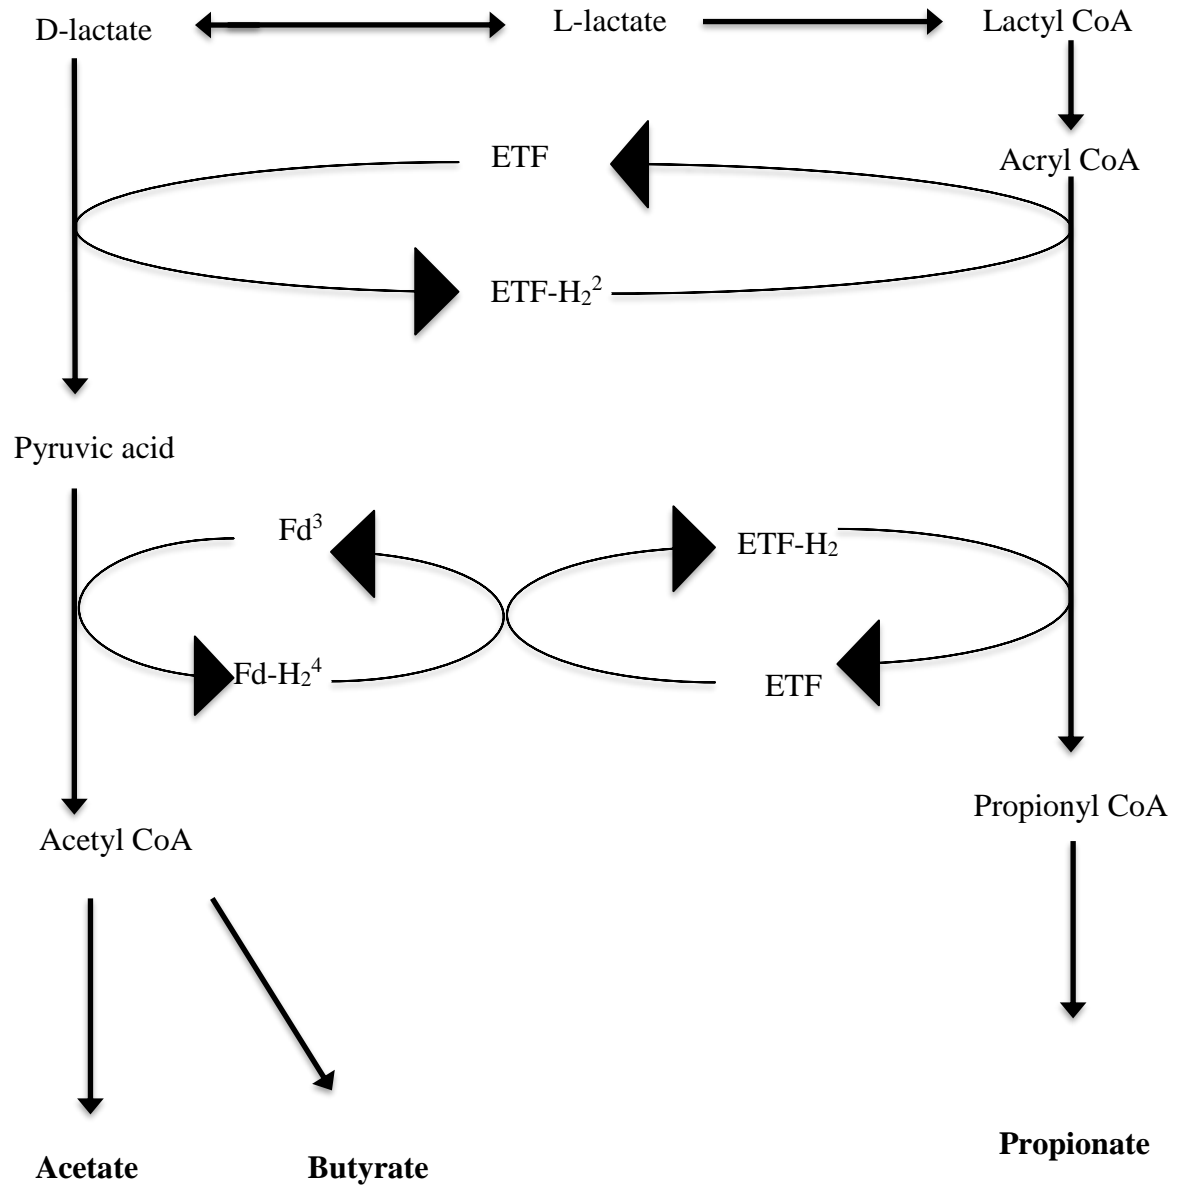 D-lactate
L-lactate
Lactyl CoA
ETF
Acryl CoA
ETF-H₂²
Pyruvic acid
Fd³
ETF-H₂
Fd-H₂⁴
ETF
Propionyl CoA
Acetyl CoA
Propionate
Acetate
Butyrate